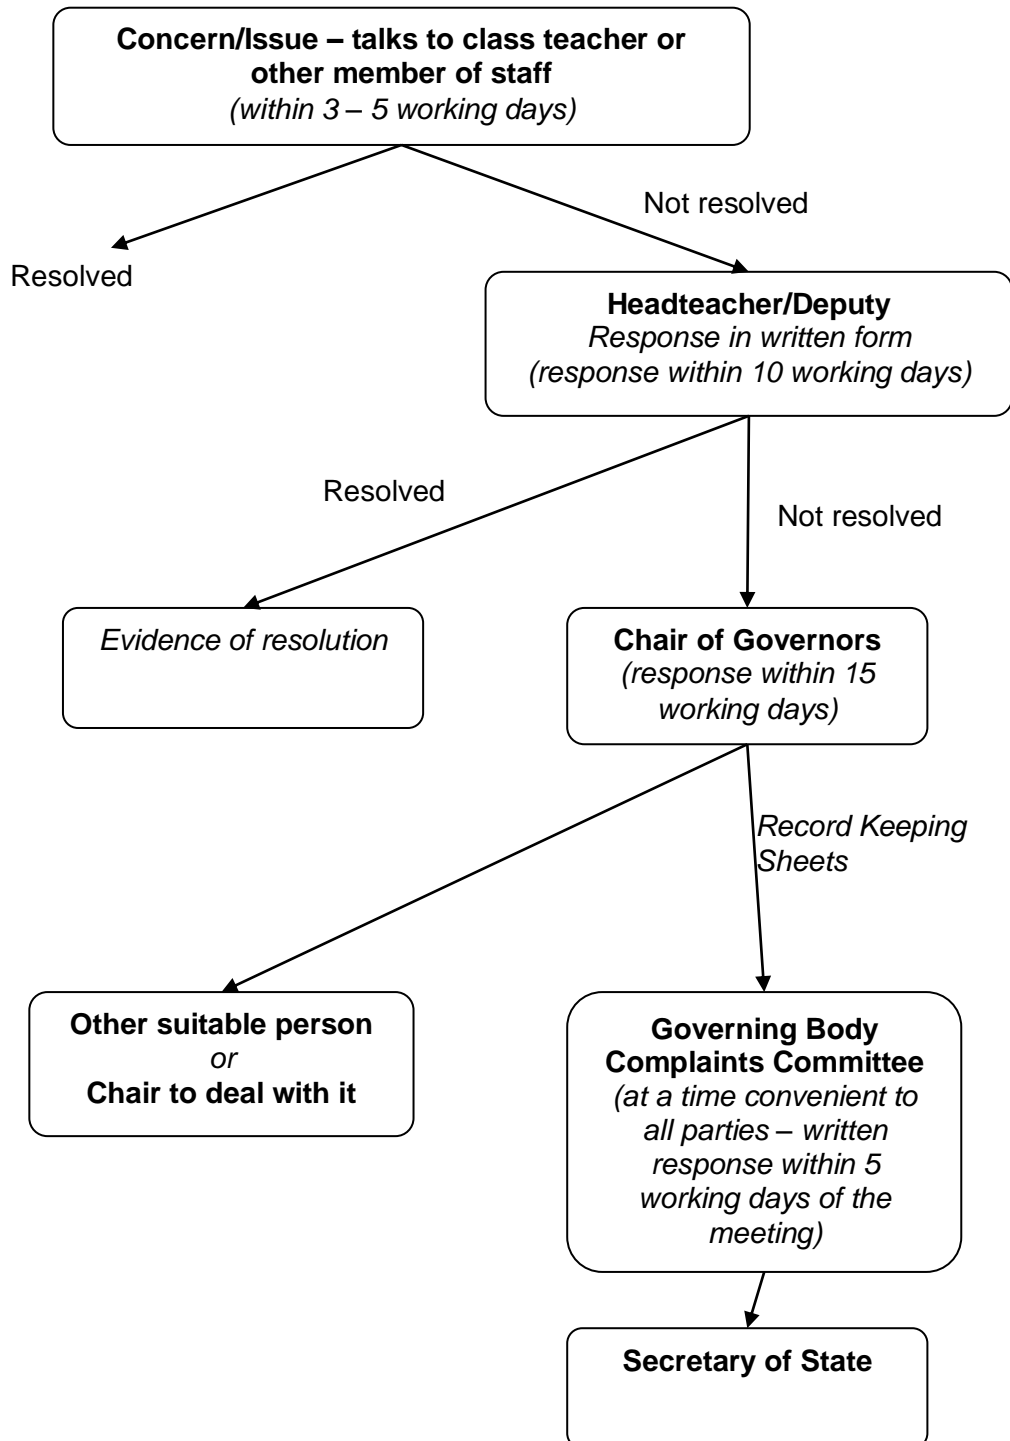 Concern/Issue – talks to class teacher or
other member of staff
(within 3 – 5 working days)
Not resolved
Resolved
Headteacher/Deputy
Response in written form
(response within 10 working days)
Resolved
Not resolved
Evidence of resolution
Chair of Governors
(response within 15
working days)
Record Keeping
Sheets
Other suitable person
or
Chair to deal with it
Governing Body
Complaints Committee
(at a time convenient to
all parties – written
response within 5
working days of the
meeting)
Secretary of State